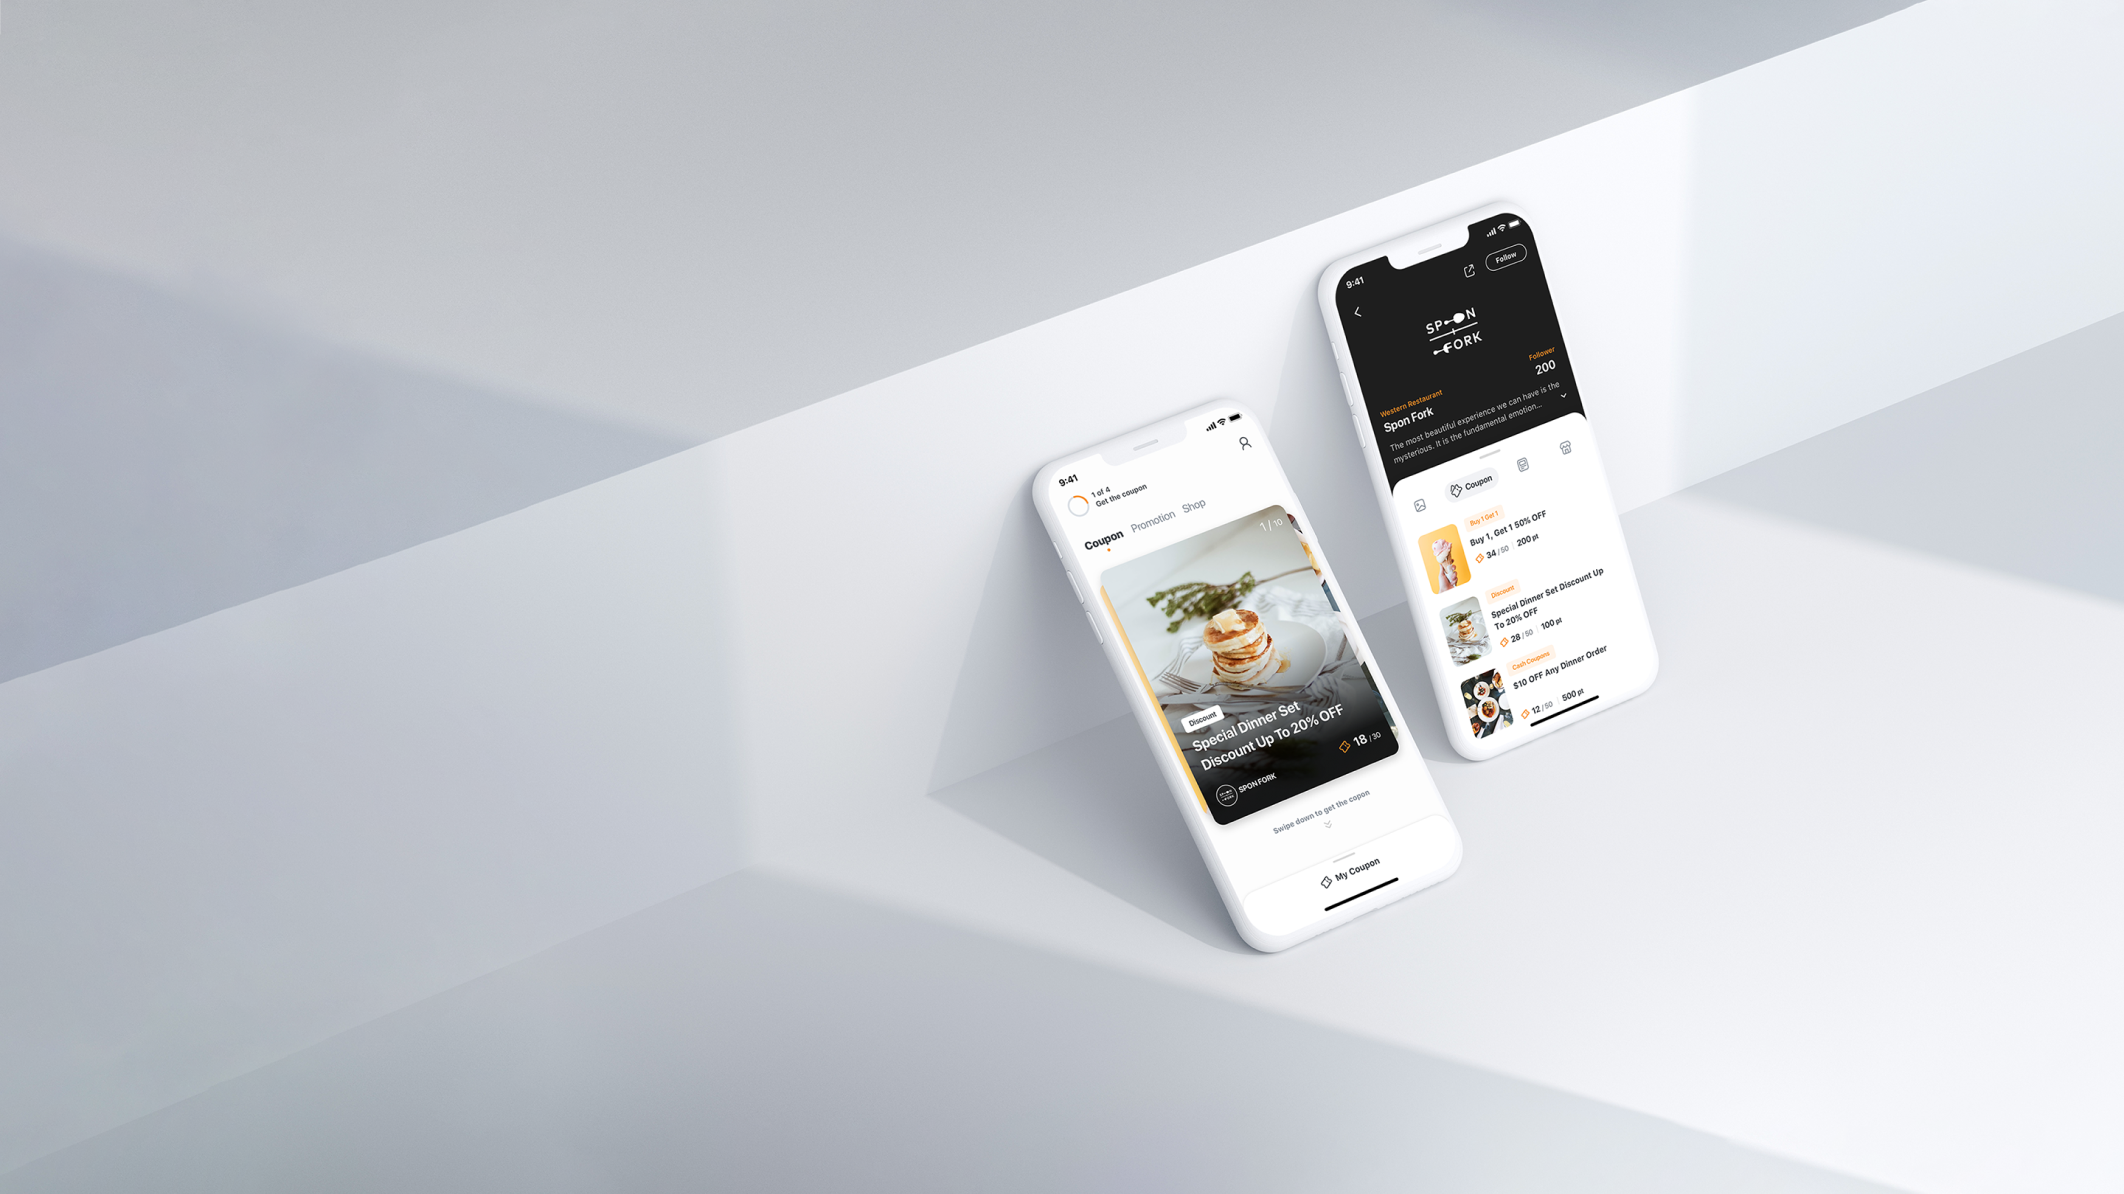 9:41
1 of 4
Get the coupon
Coupon Promotion Shop
1 / 10
Discount
Special Dinner Set
Discount Up To 20% OFF
18 / 30
SPON FORK
Swipe down to get the copon
My Coupon
9:41
Follow
SPON
FORK
Follower
200
Western Restaurant
Spon Fork
The most beautiful experience we can have is the
mysterious. It is the fundamental emotion...
Coupon
Buy 1 Get 1
Buy 1, Get 1 50% OFF
34 / 50 200 pt
Discount
Special Dinner Set Discount Up
To 20% OFF
28 / 50 100 pt
Cash Coupons
$10 OFF Any Dinner Order
12 / 50 500 pt